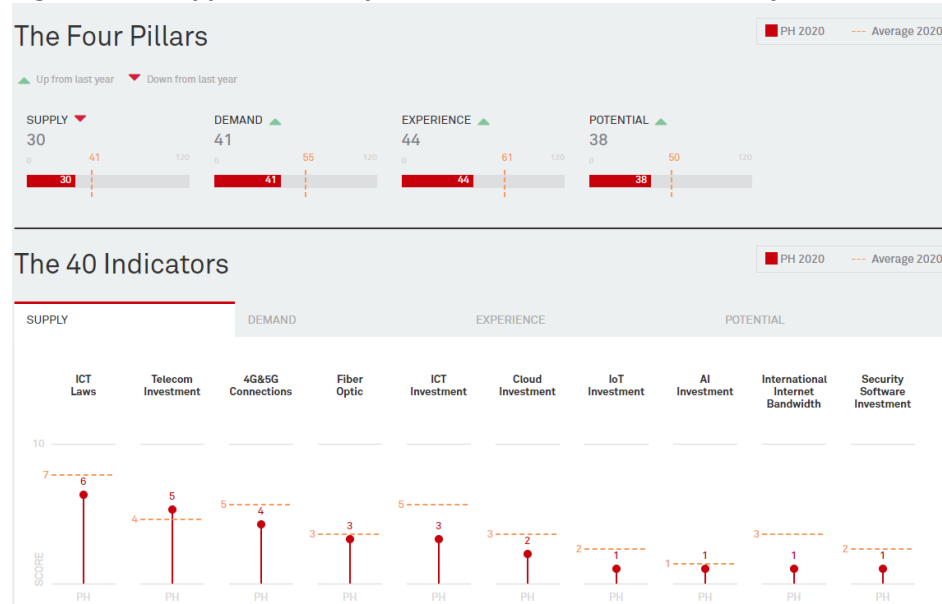 The Four Pillars
PH 2020 --- Average 2020
Up from last year Down from last year
SUPPLY DEMAND EXPERIENCE POTENTIAL
30 41 44 38
0 41 120 0 55 120 0 61 120 0 50 120
30 41 44 38
The 40 Indicators
PH 2020 --- Average 2020
SUPPLY DEMAND EXPERIENCE POTENTIAL
ICT Telecom 4G&5G Fiber ICT Cloud IoT AI International Security
Laws Investment Connections Optic Investment Investment Investment Investment Internet Software
Bandwidth Investment
10
7 6 5 4 5 4 3 3 5 3 3 2 2 1 1 1 3 1 2 1
SCORE
PH PH PH PH PH PH PH PH PH PH